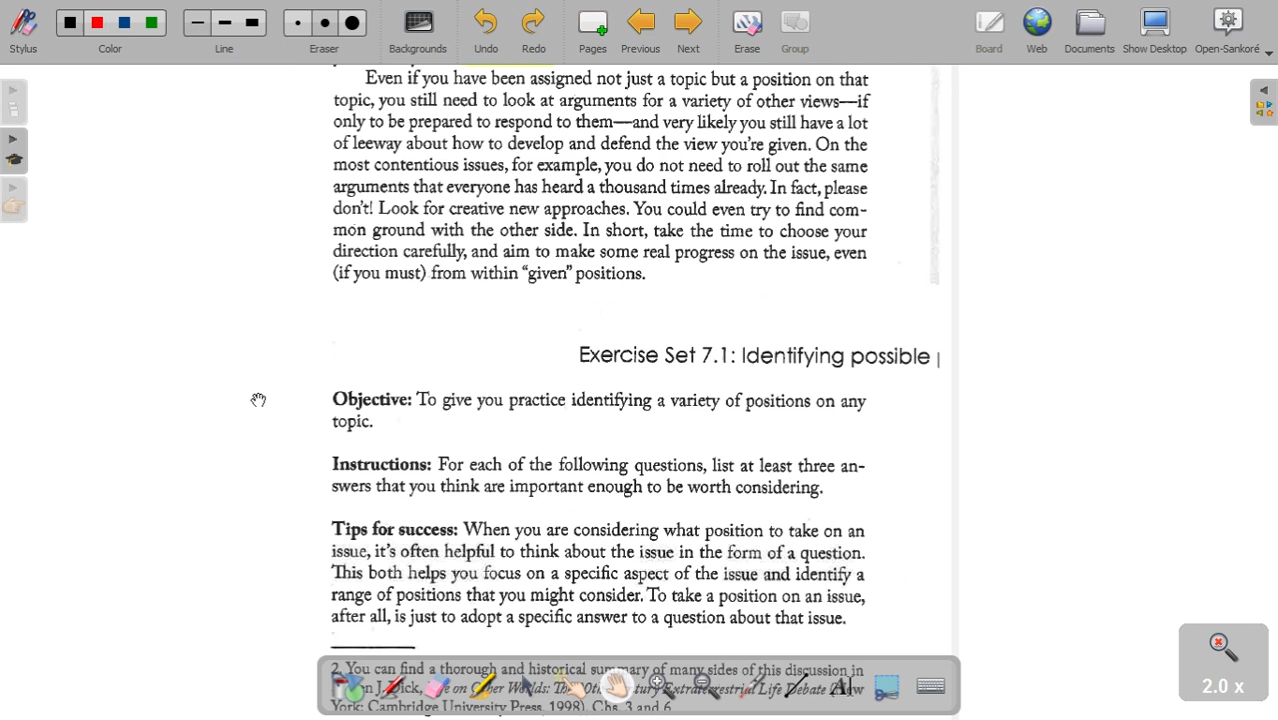 Stylus
Color
Line
Eraser
Backgrounds
Undo
Redo
Pages
Previous
Next
Erase
Group
Board
Web
Documents
Show Desktop
Open-Sankoré
Even if you have been assigned not just a topic but a position on that
topic, you still need to look at arguments for a variety of other views—if
only to be prepared to respond to them—and very likely you still have a lot
of leeway about how to develop and defend the view you're given. On the
most contentious issues, for example, you do not need to roll out the same
arguments that everyone has heard a thousand times already. In fact, please
don't! Look for creative new approaches. You could even try to find com-
mon ground with the other side. In short, take the time to choose your
direction carefully, and aim to make some real progress on the issue, even
(if you must) from within “given” positions.
Exercise Set 7.1: Identifying possible
Objective: To give you practice identifying a variety of positions on any
topic.
Instructions: For each of the following questions, list at least three an-
swers that you think are important enough to be worth considering.
Tips for success: When you are considering what position to take on an
issue, it's often helpful to think about the issue in the form of a question.
This both helps you focus on a specific aspect of the issue and identify a
range of positions that you might consider. To take a position on an issue,
after all, is just to adopt a specific answer to a question about that issue.
2. You can find a thorough and historical summary of many sides of this discussion in
J. Dick, on Other Worlds: The Century Extraterrestrial Life Debate
York: Cambridge University Press, 1998), Chs. 3 and 6.
2.0 x